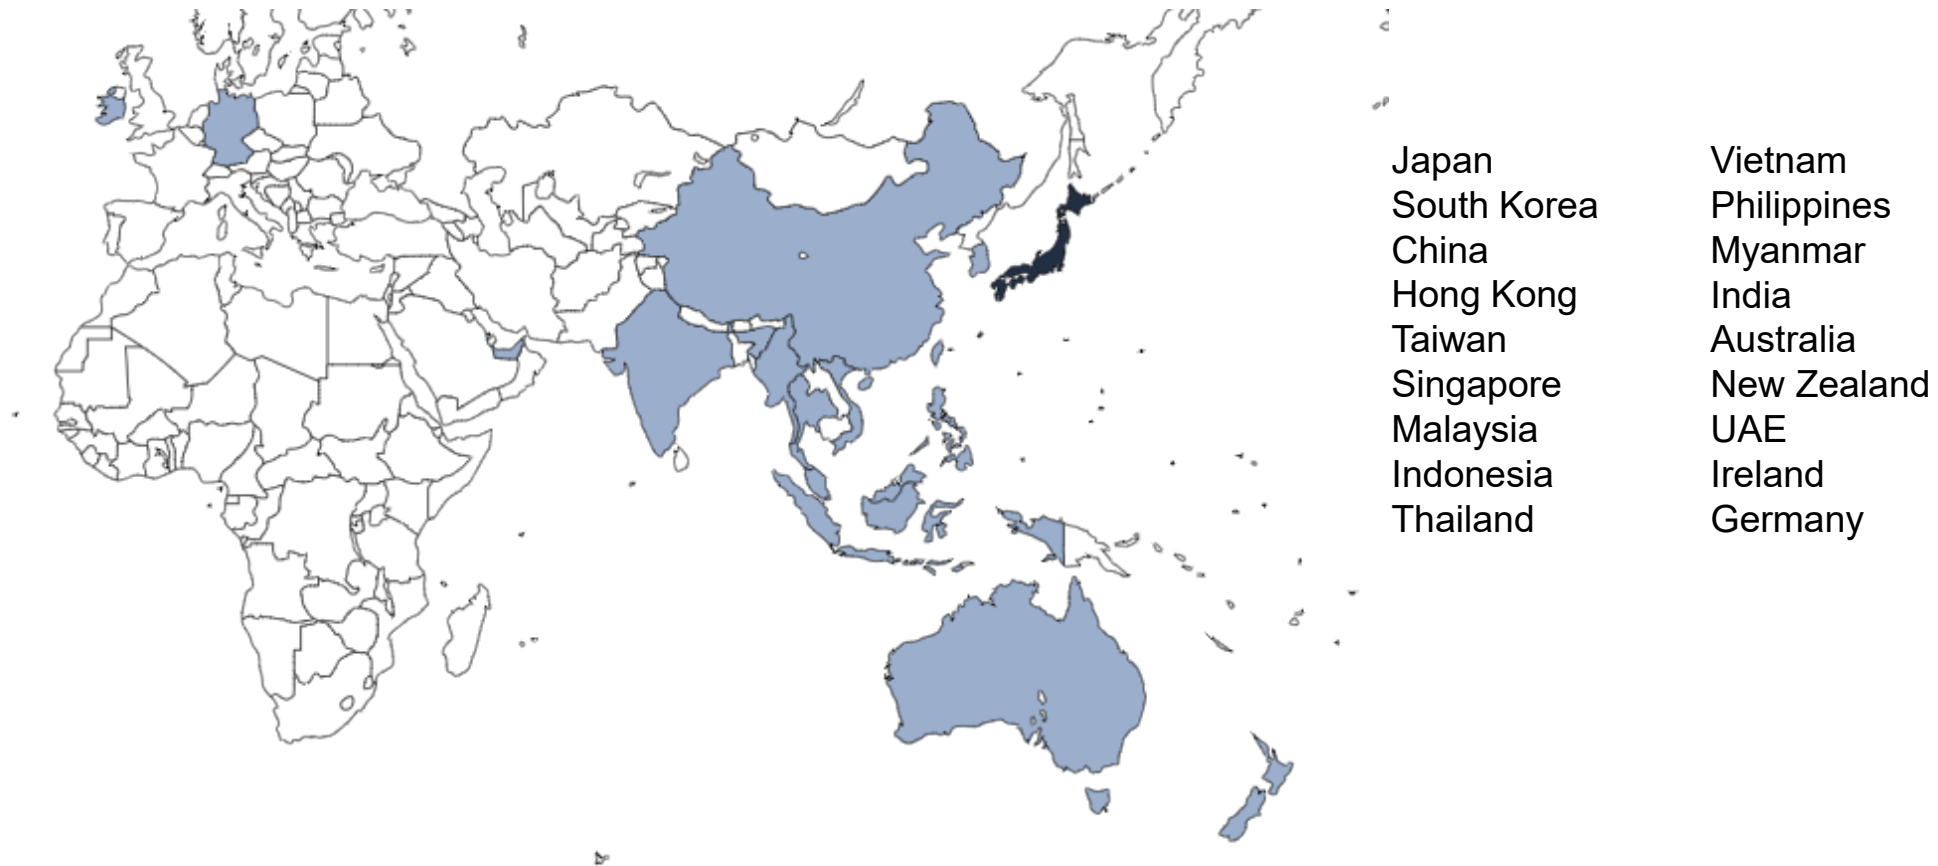 Japan
South Korea
China
Hong Kong
Taiwan
Singapore
Malaysia
Indonesia
Thailand
Vietnam
Philippines
Myanmar
India
Australia
New Zealand
UAE
Ireland
Germany